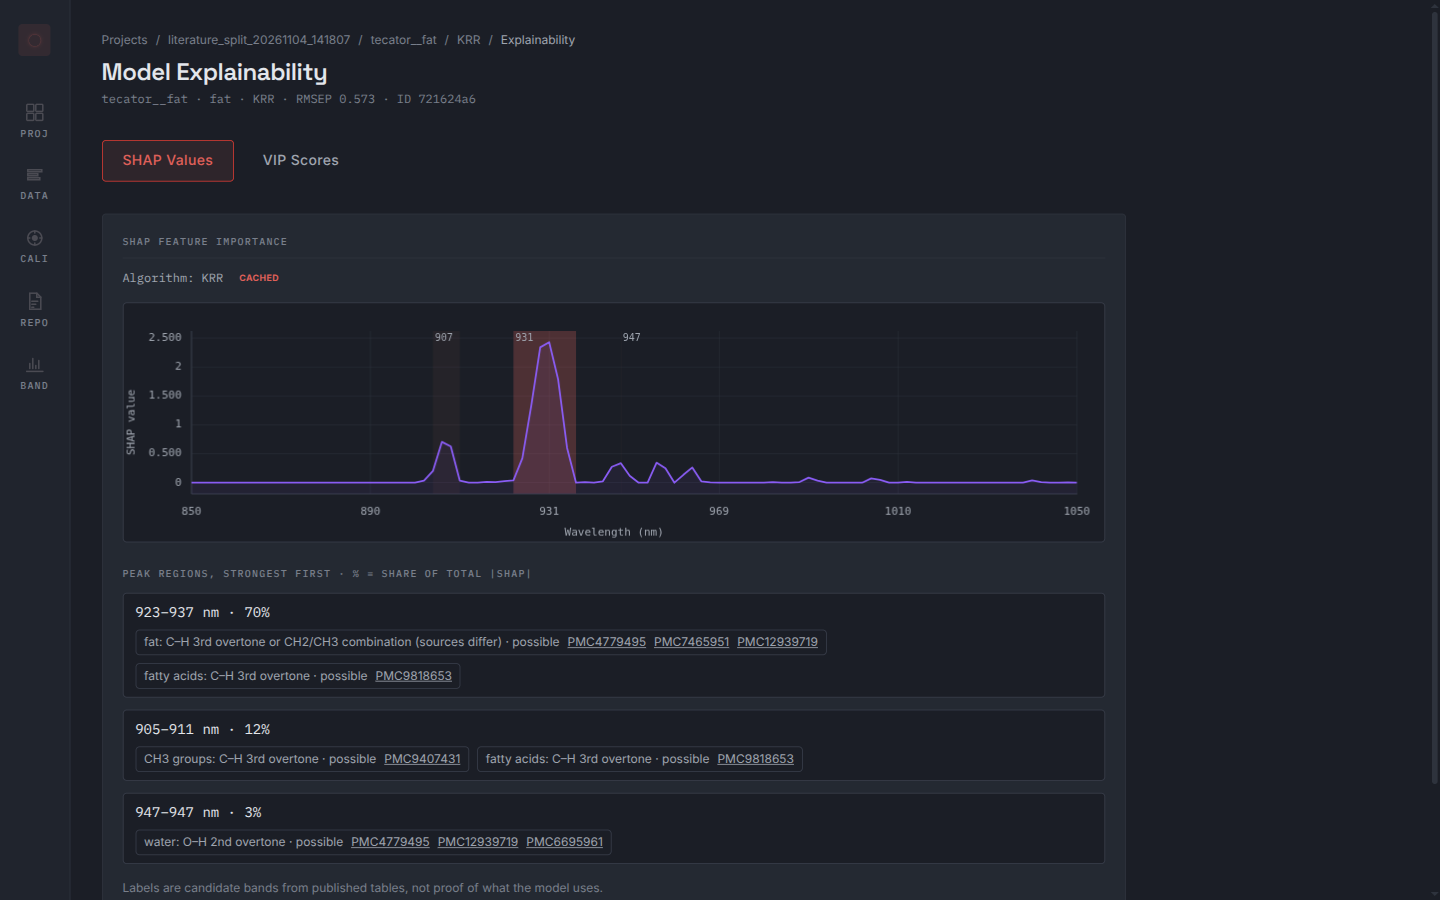 Projects / literature_split_20261104_141807 / tecator__fat / KRR / Explainability
Model Explainability
tecator__fat · fat · KRR · RMSEP 0.573 · ID 721624a6
PROJ
DATA
CALI
REPO
BAND
SHAP Values
VIP Scores
SHAP FEATURE IMPORTANCE
Algorithm: KRR CACHED
907 931 947
2.500
2
1.500
1
0.500
0
SHAP value
850 890 931 969 1010 1050
Wavelength (nm)
PEAK REGIONS, STRONGEST FIRST · % = SHARE OF TOTAL |SHAP|
923–937 nm · 70%
fat: C–H 3rd overtone or CH2/CH3 combination (sources differ) · possible PMC4779495 PMC7465951 PMC12939719
fatty acids: C–H 3rd overtone · possible PMC9818653
905–911 nm · 12%
CH3 groups: C–H 3rd overtone · possible PMC9407431
fatty acids: C–H 3rd overtone · possible PMC9818653
947–947 nm · 3%
water: O–H 2nd overtone · possible PMC4779495 PMC12939719 PMC6695961
Labels are candidate bands from published tables, not proof of what the model uses.